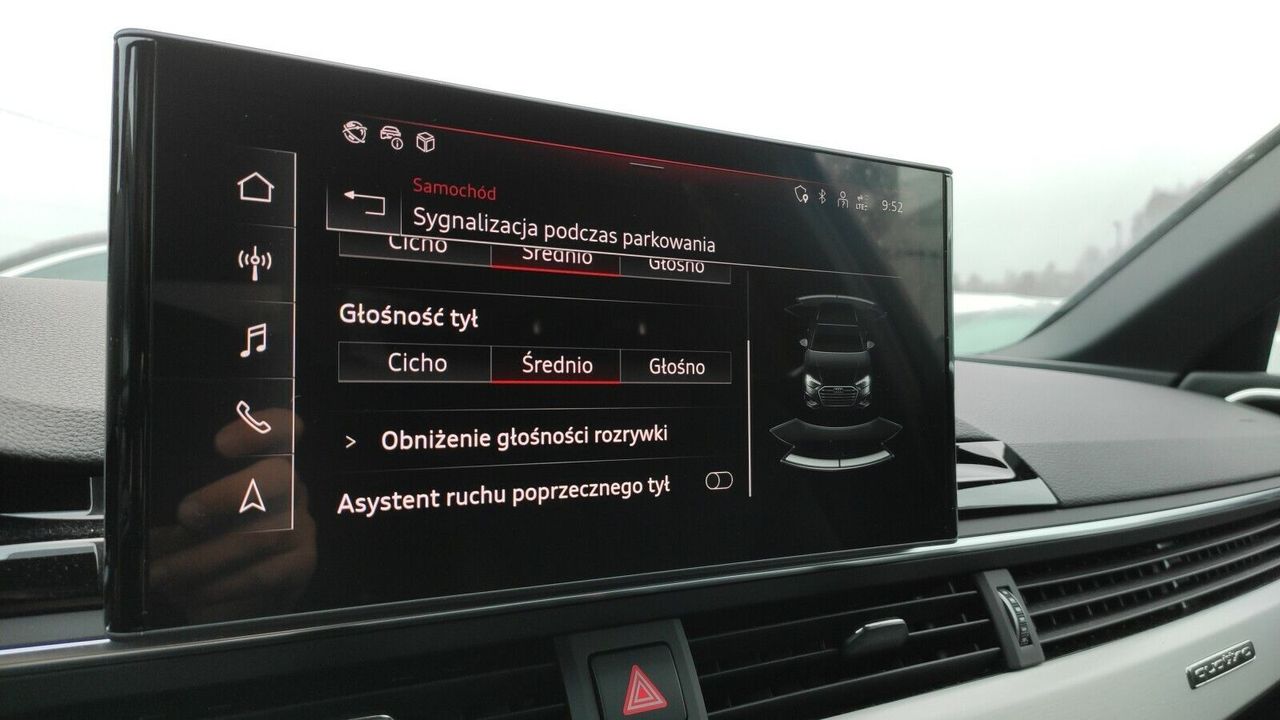 Samochód
9:52
Sygnalizacja podczas parkowania
Cicho Średnio Głośno
Głośność tył
Cicho Średnio Głośno
> Obniżenie głośności rozrywki
Asystent ruchu poprzecznego tył
quattro